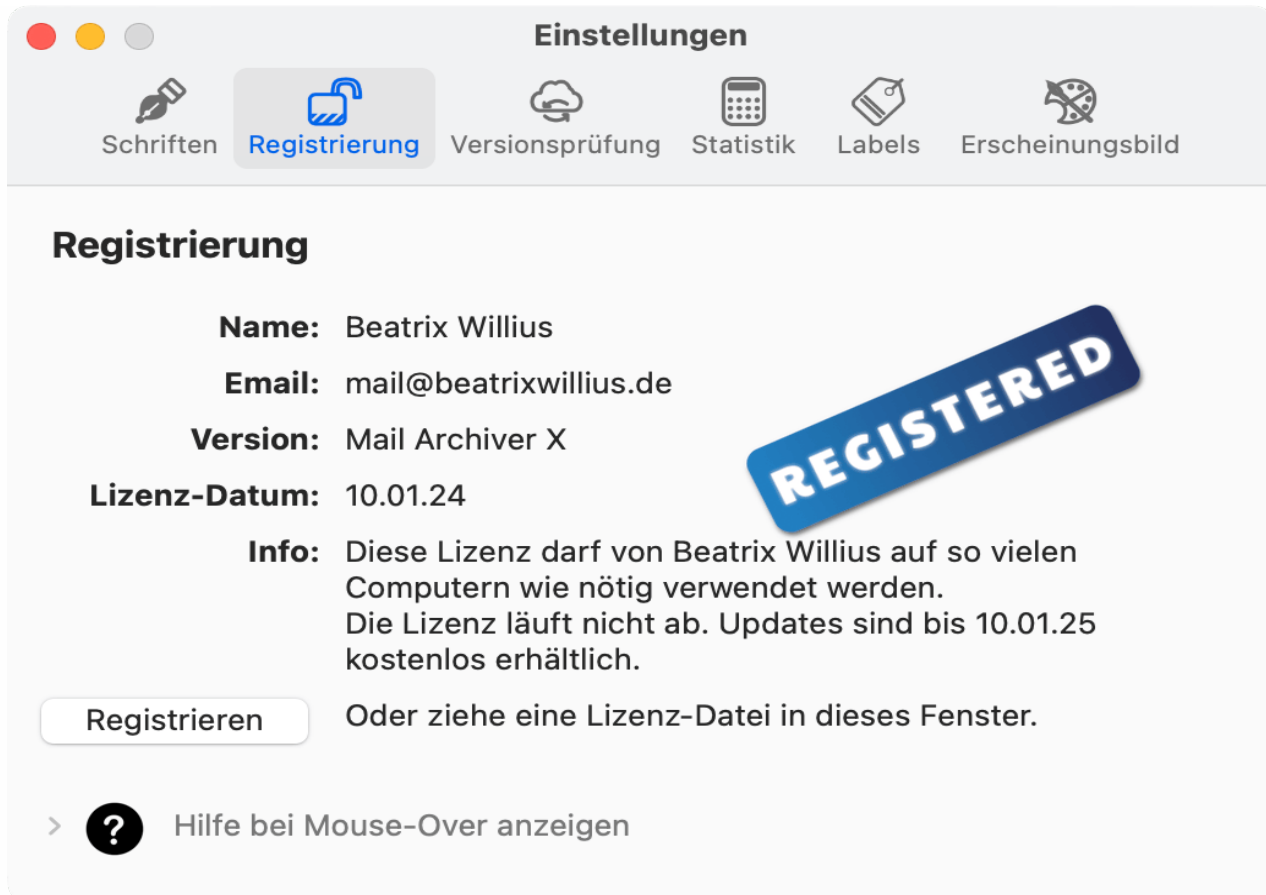 Einstellungen
Schriften Registrierung Versionsprüfung Statistik Labels Erscheinungsbild
Registrierung
Name: Beatrix Willius
Email: mail@beatrixwillius.de
Version: Mail Archiver X
Lizenz-Datum: 10.01.24
REGISTERED
Info: Diese Lizenz darf von Beatrix Willius auf so vielen
Computern wie nötig verwendet werden.
Die Lizenz läuft nicht ab. Updates sind bis 10.01.25
kostenlos erhältlich.
Registrieren Oder ziehe eine Lizenz-Datei in dieses Fenster.
? Hilfe bei Mouse-Over anzeigen